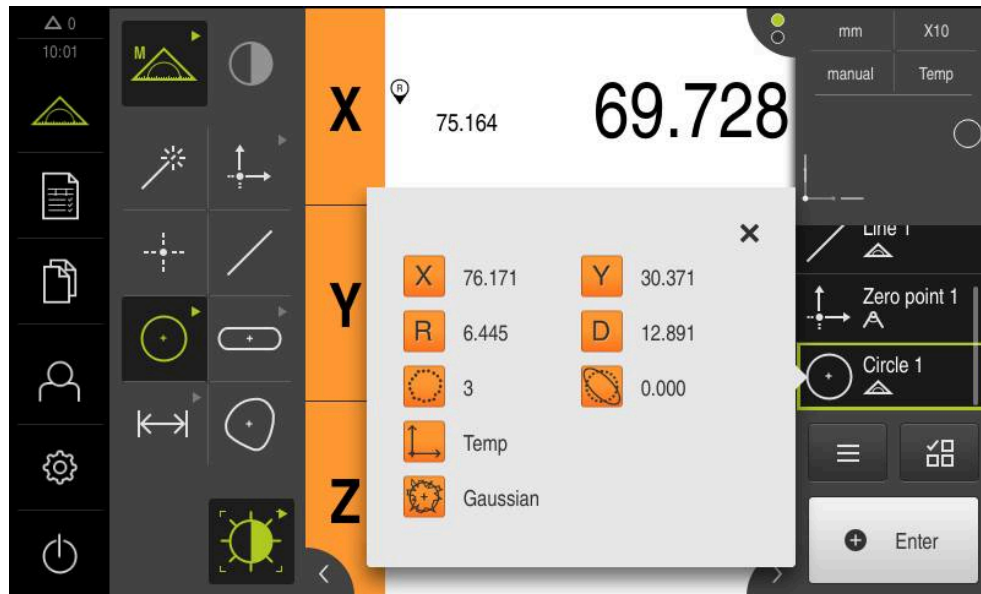 0
10:01
M
X
R
75.164
69.728
mm
X10
manual
Temp
X
76.171
Y
30.371
R
6.445
D
12.891
3
0.000
Temp
Gaussian
Y
Z
Line 1
Zero point 1
Circle 1
Enter